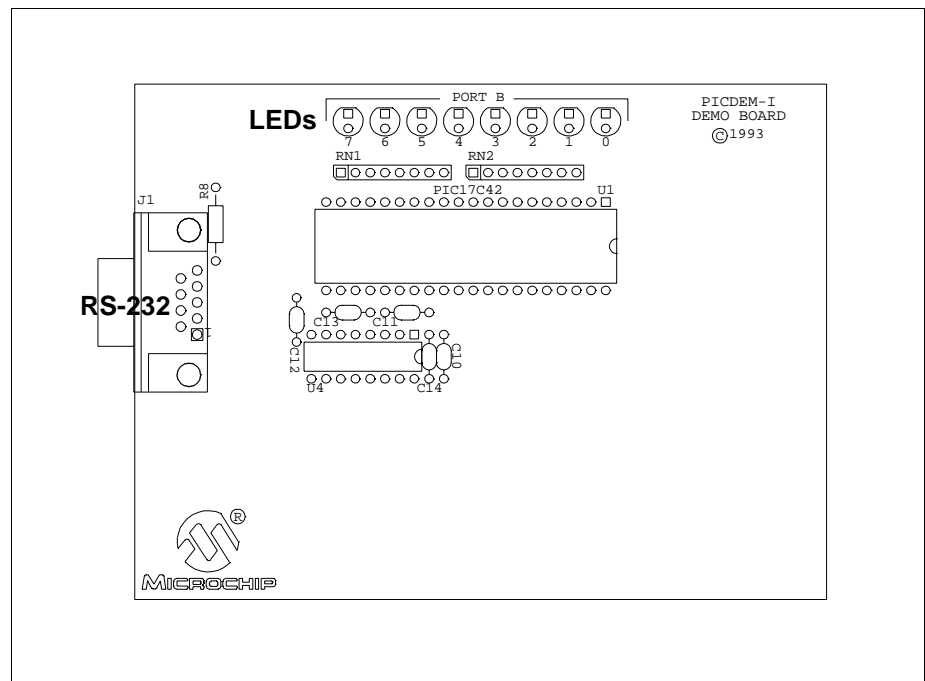 PORT B
LEDs
7 6 5 4 3 2 1 0
PICDEM-I
DEMO BOARD
©1993
RN1 RN2
PIC17C42 U1
J1
R8
RS-232
1
C13 C11
C12
U4
C14
C10
®
MICROCHIP